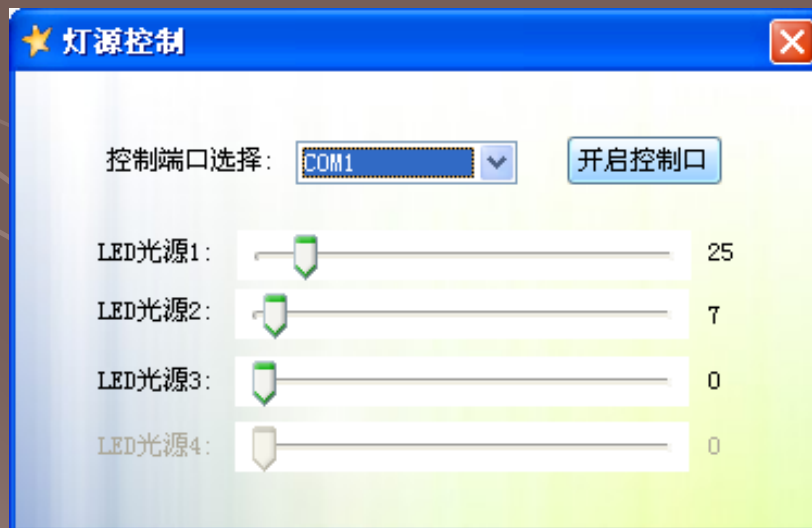 灯源控制
控制端口选择: COM1 开启控制口
LED光源1: 25
LED光源2: 7
LED光源3: 0
LED光源4: 0